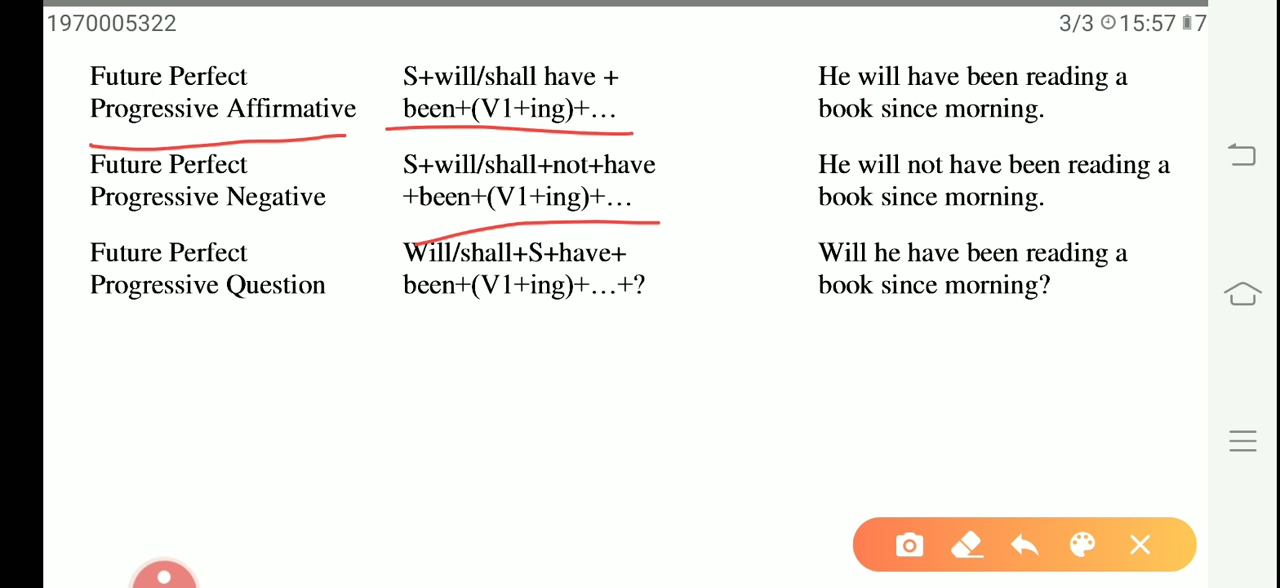 1970005322
3/3 15:57 7
Future Perfect S+will/shall have + He will have been reading a
Progressive Affirmative been+(V1+ing)+… book since morning.
Future Perfect S+will/shall+not+have He will not have been reading a
Progressive Negative +been+(V1+ing)+… book since morning.
Future Perfect Will/shall+S+have+ Will he have been reading a
Progressive Question been+(V1+ing)+…+? book since morning?